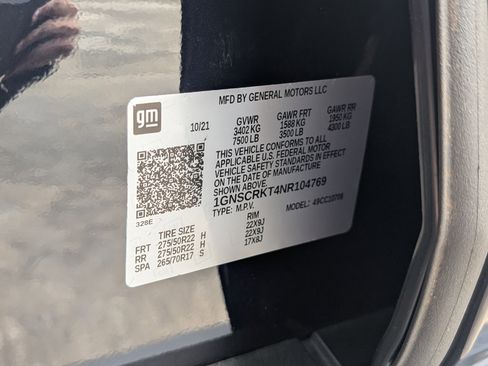 gm
MFD BY GENERAL MOTORS LLC
10/21 GVWR GAWR FRT GAWR RR
3402 KG 1588 KG 1950 KG
7500 LB 3500 LB 4300 LB
THIS VEHICLE CONFORMS TO ALL
APPLICABLE U.S. FEDERAL MOTOR
VEHICLE SAFETY STANDARDS IN EFFECT
ON THE DATE OF MANUFACTURE SHOWN ABOVE.
1GNSCRKT4NR104769
TYPE: M.P.V. MODEL: 49CC10706
328E
TIRE SIZE RIM
FRT 275/50R22 H 22X9J
RR 275/50R22 H 22X9J
SPA 265/70R17 S 17X8J